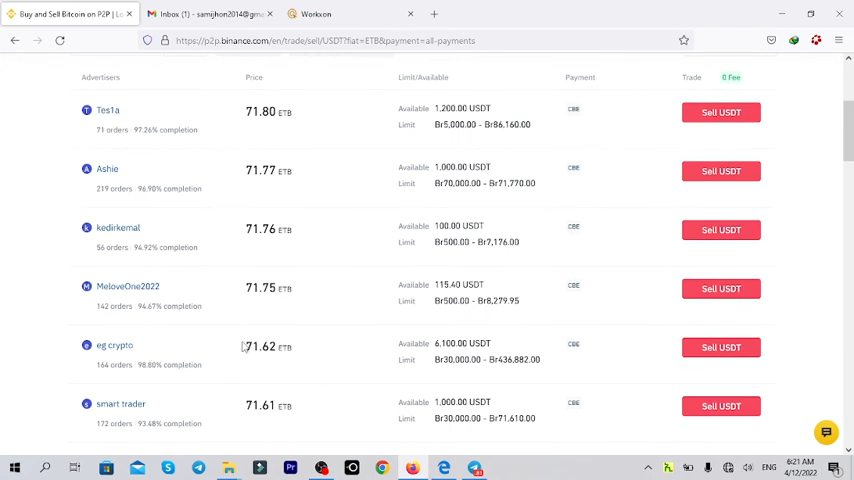 Buy and Sell Bitcoin on P2P | Lo
Inbox (1) - samijhon2014@gma
Workxon
https://p2p.binance.com/en/trade/sell/USDT?fiat=ETB&payment=all-payments
Advertisers Price Limit/Available Payment Trade 0 Fee
T Tes1a 71.80 ETB Available 1,200.00 USDT CBE Sell USDT
71 orders 97.26% completion Limit Br5,000.00 - Br86,160.00
A Ashie 71.77 ETB Available 1,000.00 USDT CBE Sell USDT
219 orders 96.90% completion Limit Br70,000.00 - Br71,770.00
k kedirkemal 71.76 ETB Available 100.00 USDT CBE Sell USDT
56 orders 94.92% completion Limit Br500.00 - Br7,176.00
M MeloveOne2022 71.75 ETB Available 115.40 USDT CBE Sell USDT
142 orders 94.67% completion Limit Br500.00 - Br8,279.95
e eg crypto 71.62 ETB Available 6,100.00 USDT CBE Sell USDT
164 orders 98.80% completion Limit Br30,000.00 - Br436,882.00
s smart trader 71.61 ETB Available 1,000.00 USDT CBE Sell USDT
172 orders 93.48% completion Limit Br30,000.00 - Br71,610.00
ENG 6:21 AM
4/12/2022